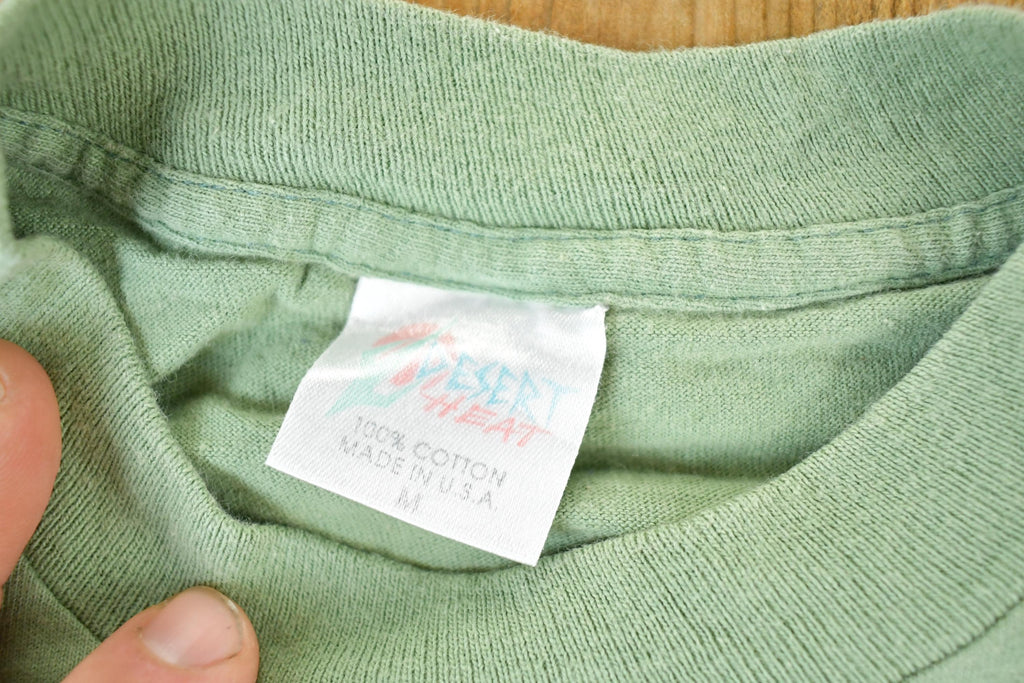 DESERT
HEAT
100% COTTON
MADE IN U.S.A.
M